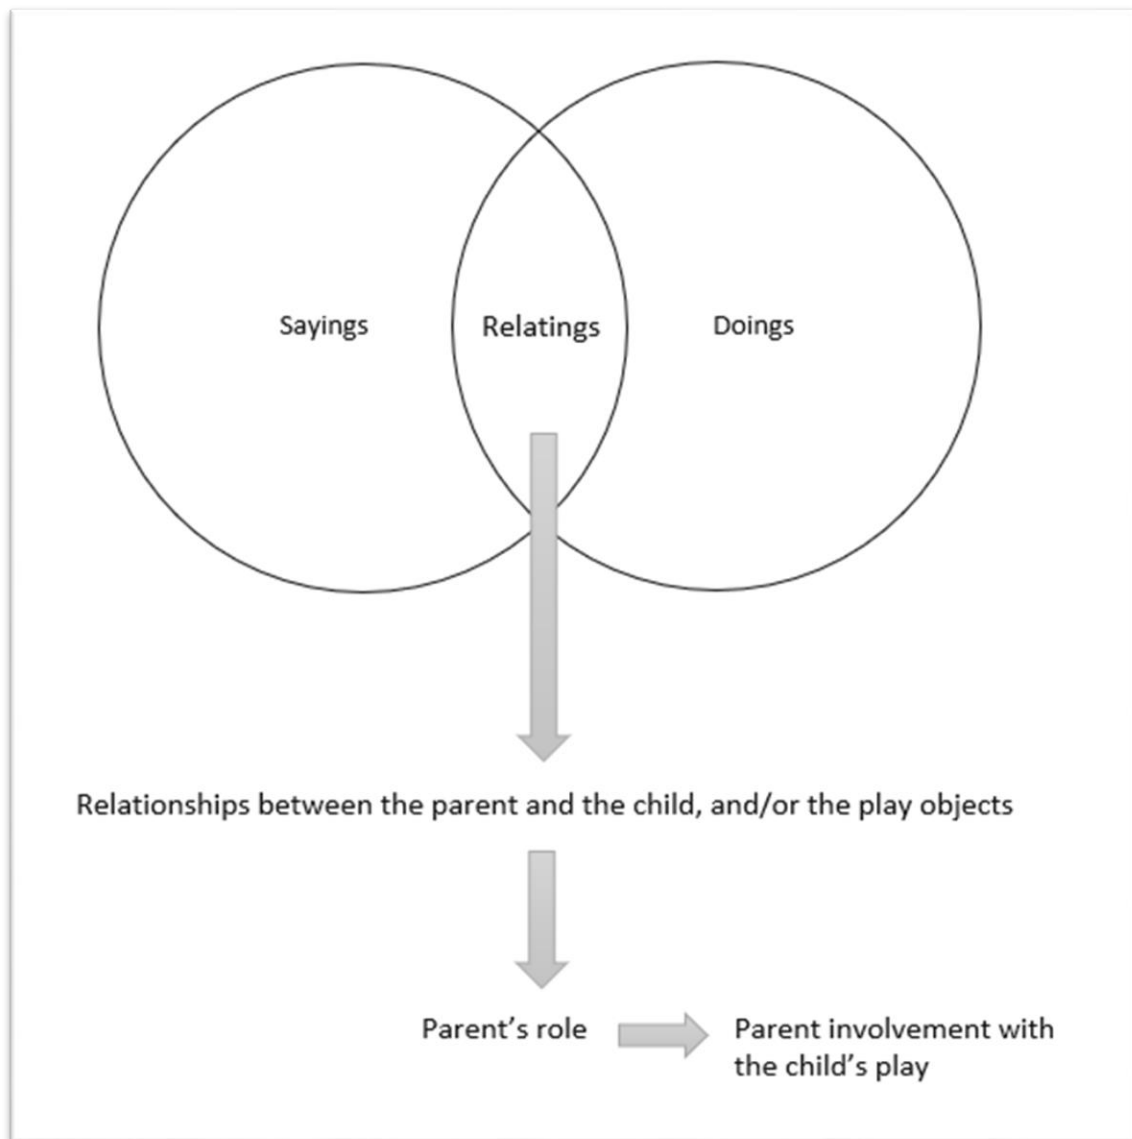 Sayings
Relatings
Doings
Relationships between the parent and the child, and/or the play objects
Parent’s role
Parent involvement with
the child’s play